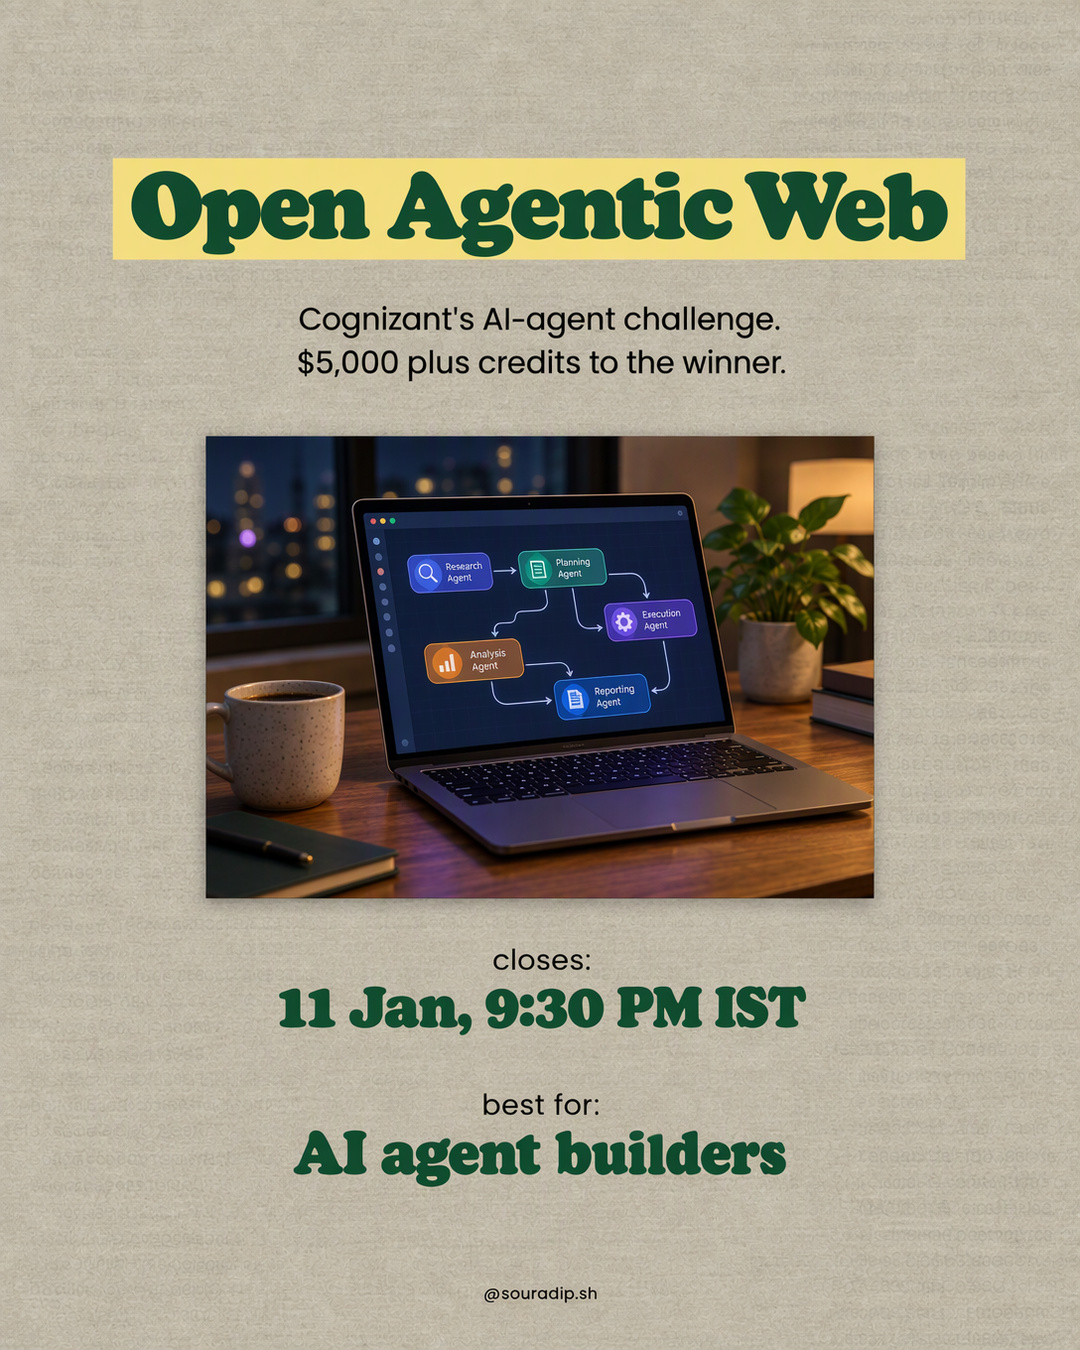 Open Agentic Web
Cognizant's AI-agent challenge.
$5,000 plus credits to the winner.
Research
Agent
Planning
Agent
Execution
Agent
Analysis
Agent
Reporting
Agent
closes:
11 Jan, 9:30 PM IST
best for:
AI agent builders
@souradip.sh